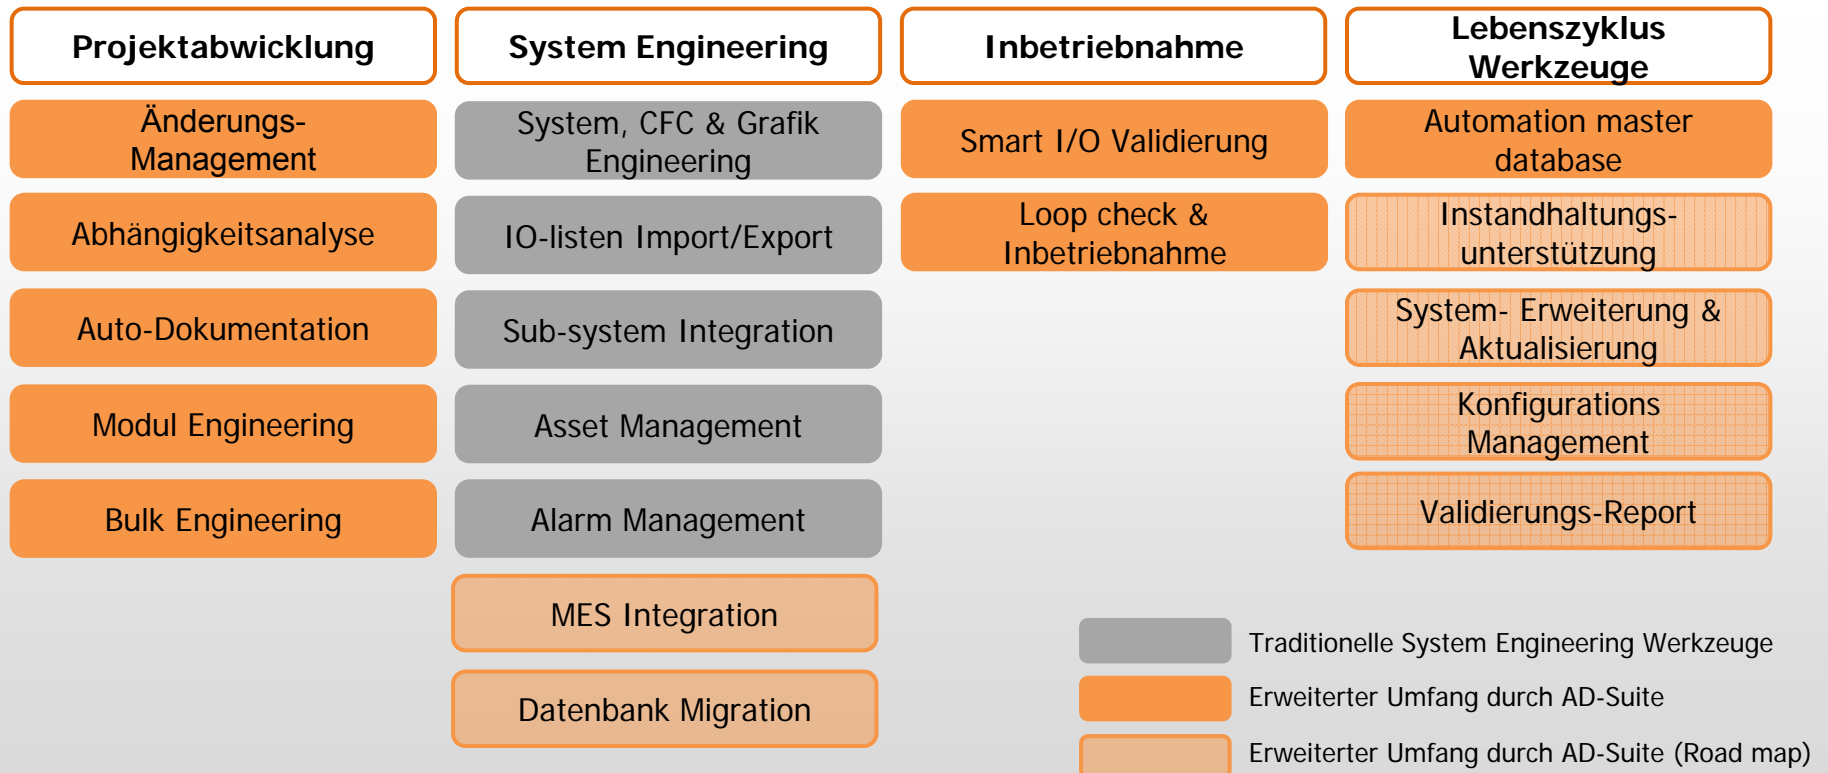 Projektabwicklung
Änderungs-
Management
Abhängigkeitsanalyse
Auto-Dokumentation
Modul Engineering
Bulk Engineering
System Engineering
System, CFC & Grafik
Engineering
IO-listen Import/Export
Sub-system Integration
Asset Management
Alarm Management
MES Integration
Datenbank Migration
Inbetriebnahme
Smart I/O Validierung
Loop check &
Inbetriebnahme
Lebenszyklus
Werkzeuge
Automation master
database
Instandhaltungs-
unterstützung
System- Erweiterung &
Aktualisierung
Konfigurations
Management
Validierungs-Report
Traditionelle System Engineering Werkzeuge
Erweiterter Umfang durch AD-Suite
Erweiterter Umfang durch AD-Suite (Road map)